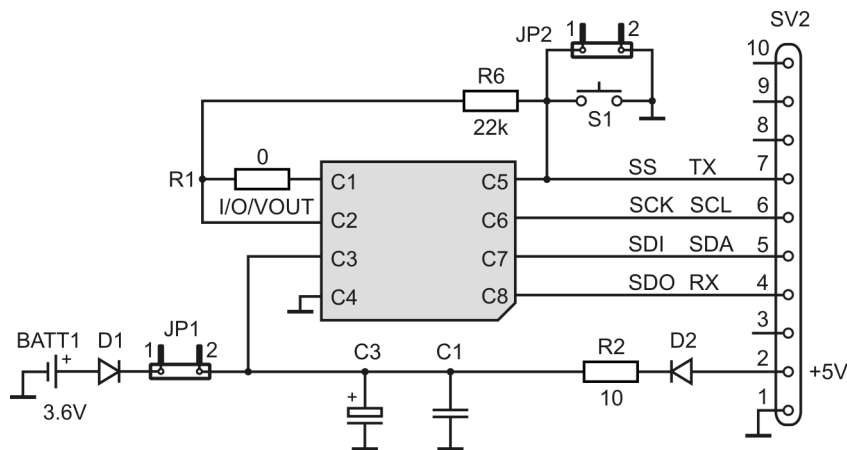 SV2
JP2 1 2
10
R6
9
22k
S1
8
0
SS TX 7
R1
C1 C5
I/O/VOUT
SCK SCL 6
C2 C6
SDI SDA 5
C3 C7
SDO RX 4
C4 C8
3
BATT1 D1 JP1
1 2
C3 C1 R2 D2
+
2 +5V
3.6V
10
1
+